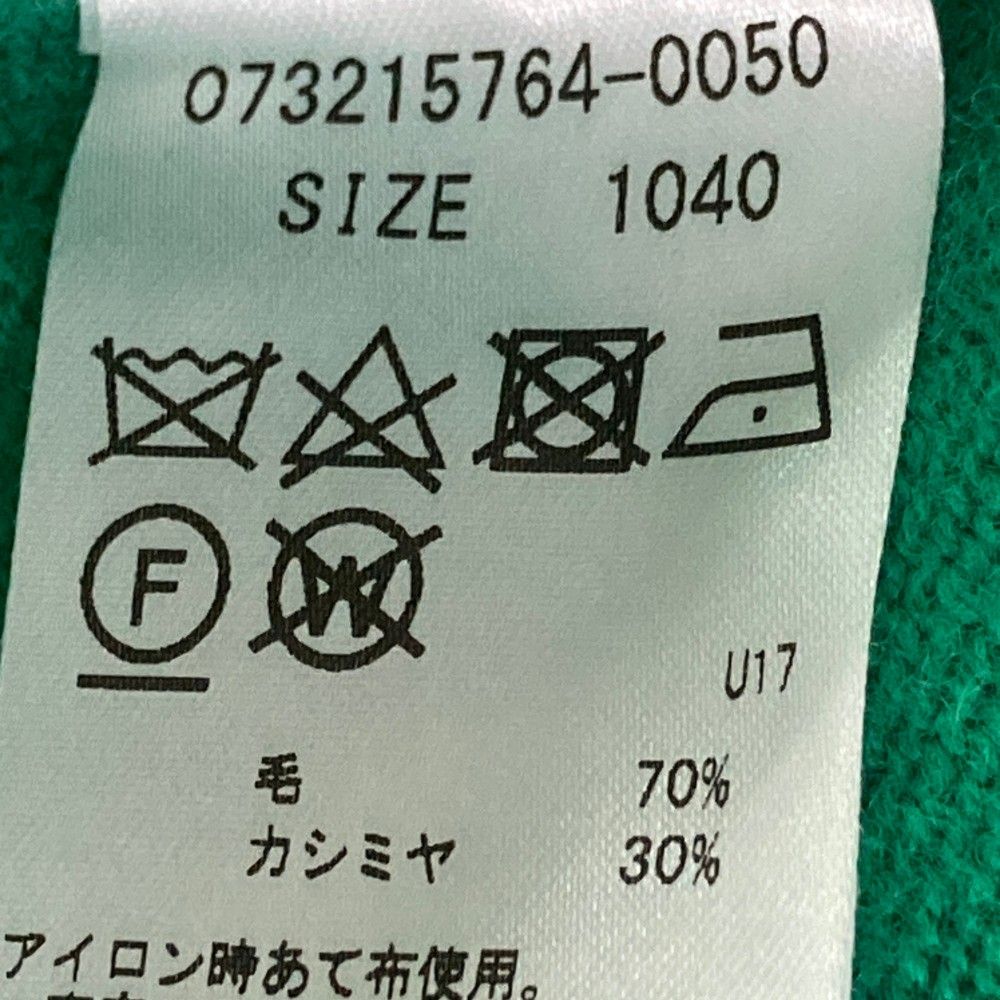 073215764-0050
SIZE 1040
F
W
U17
毛 70%
カシミヤ 30%
アイロン時あて布使用。